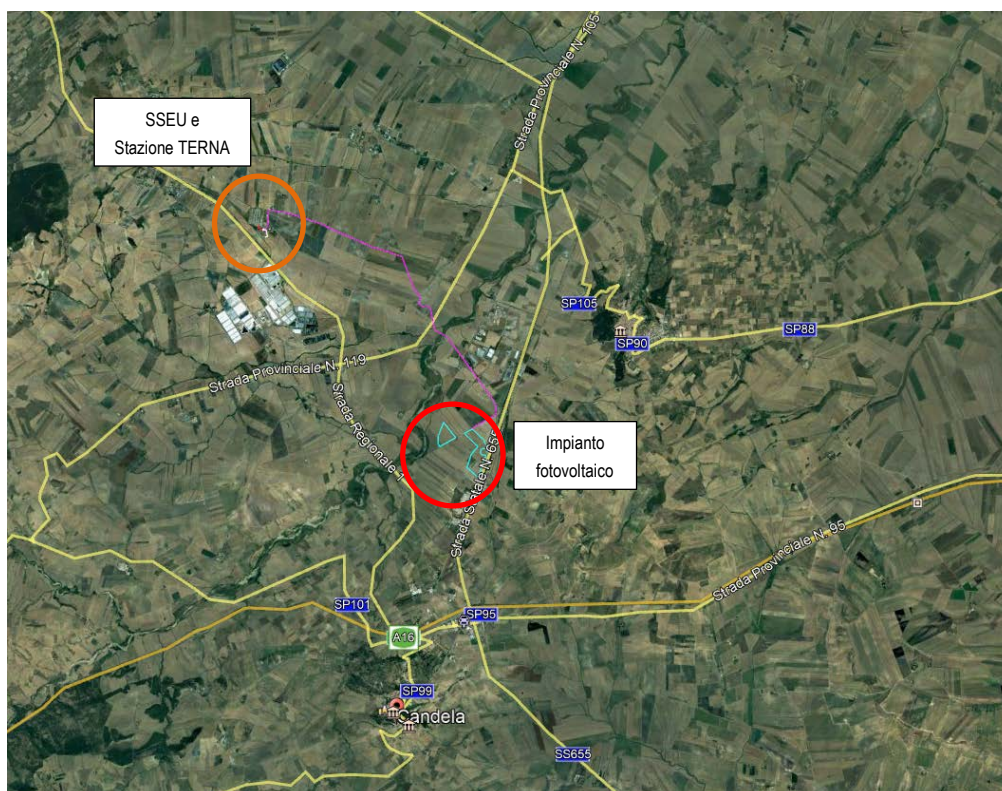 Strada Provinciale N. 105
SSEU e
Stazione TERNA
SP105
SP88
SP90
Strada Provinciale N. 119
Strada Regionale 1
Impianto
fotovoltaico
Strada Statale N. 655
Strada Provinciale N. 95
SP101
SP95
A16
SP99
Candela
SS655